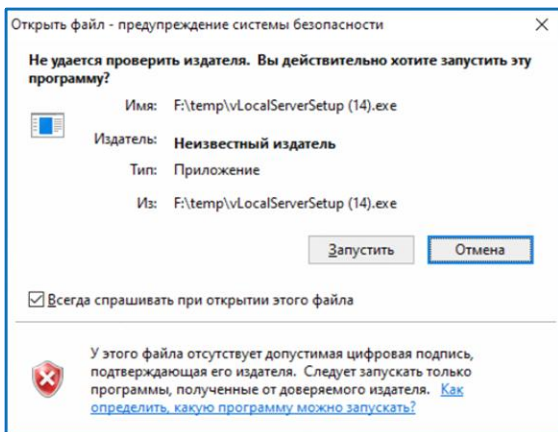 Открыть файл - предупреждение системы безопасности
Не удается проверить издателя. Вы действительно хотите запустить эту
программу?
Имя: F:\temp\vLocalServerSetup (14).exe
Издатель: Неизвестный издатель
Тип: Приложение
Из: F:\temp\vLocalServerSetup (14).exe
Запустить Отмена
Всегда спрашивать при открытии этого файла
У этого файла отсутствует допустимая цифровая подпись,
подтверждающая его издателя. Следует запускать только
программы, полученные от доверяемого издателя. Как
определить, какую программу можно запускать?